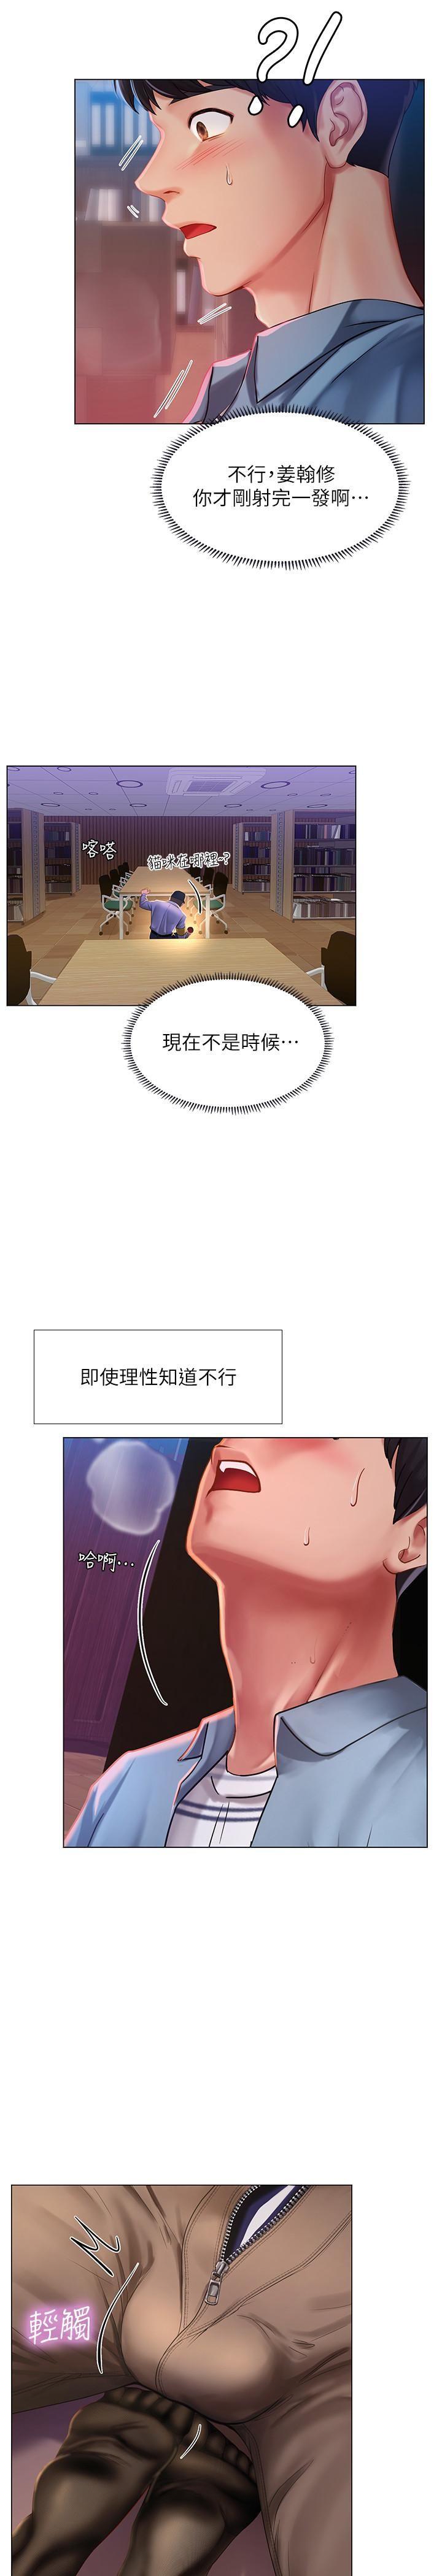 ?!
不行，姜翰修
你才剛射完一發啊⋯
喀嗒
貓咪在哪裡~?
現在不是時候⋯
即使理性知道不行
哈啊⋯
輕觸